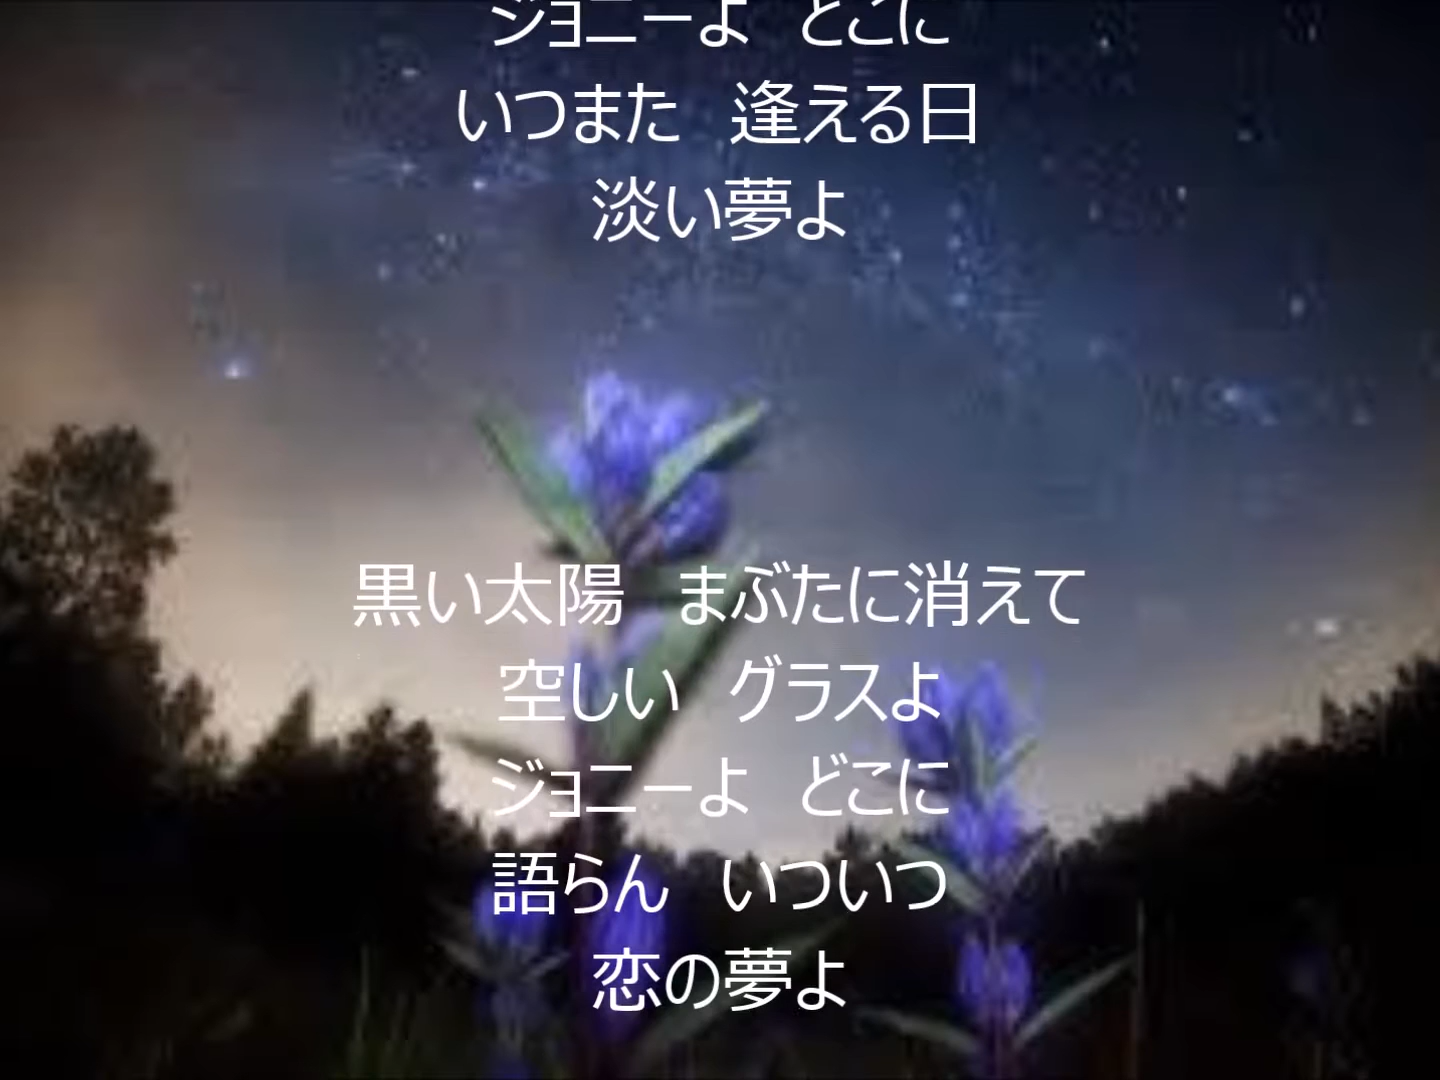 ジョニーよ　どこに
いつまた　逢える日
淡い夢よ
黒い太陽　まぶたに消えて
空しい　グラスよ
ジョニーよ　どこに
語らん　いついつ
恋の夢よ